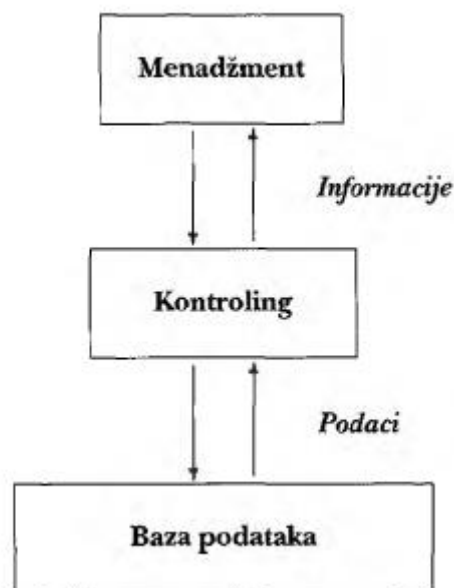 Menadžment
Informacije
Kontroling
Podaci
Baza podataka